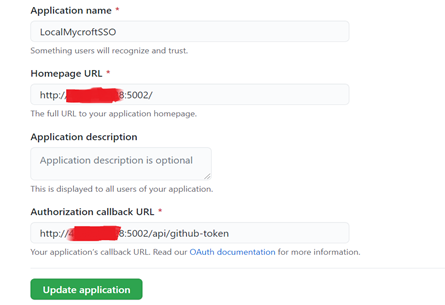 Application name *
LocalMycroftSSO
Something users will recognize and trust.
Homepage URL *
http://8:5002/
The full URL to your application homepage.
Application description
Application description is optional
This is displayed to all users of your application.
Authorization callback URL *
http://4 8:5002/api/github-token
Your application's callback URL. Read our OAuth documentation for more information.
Update application